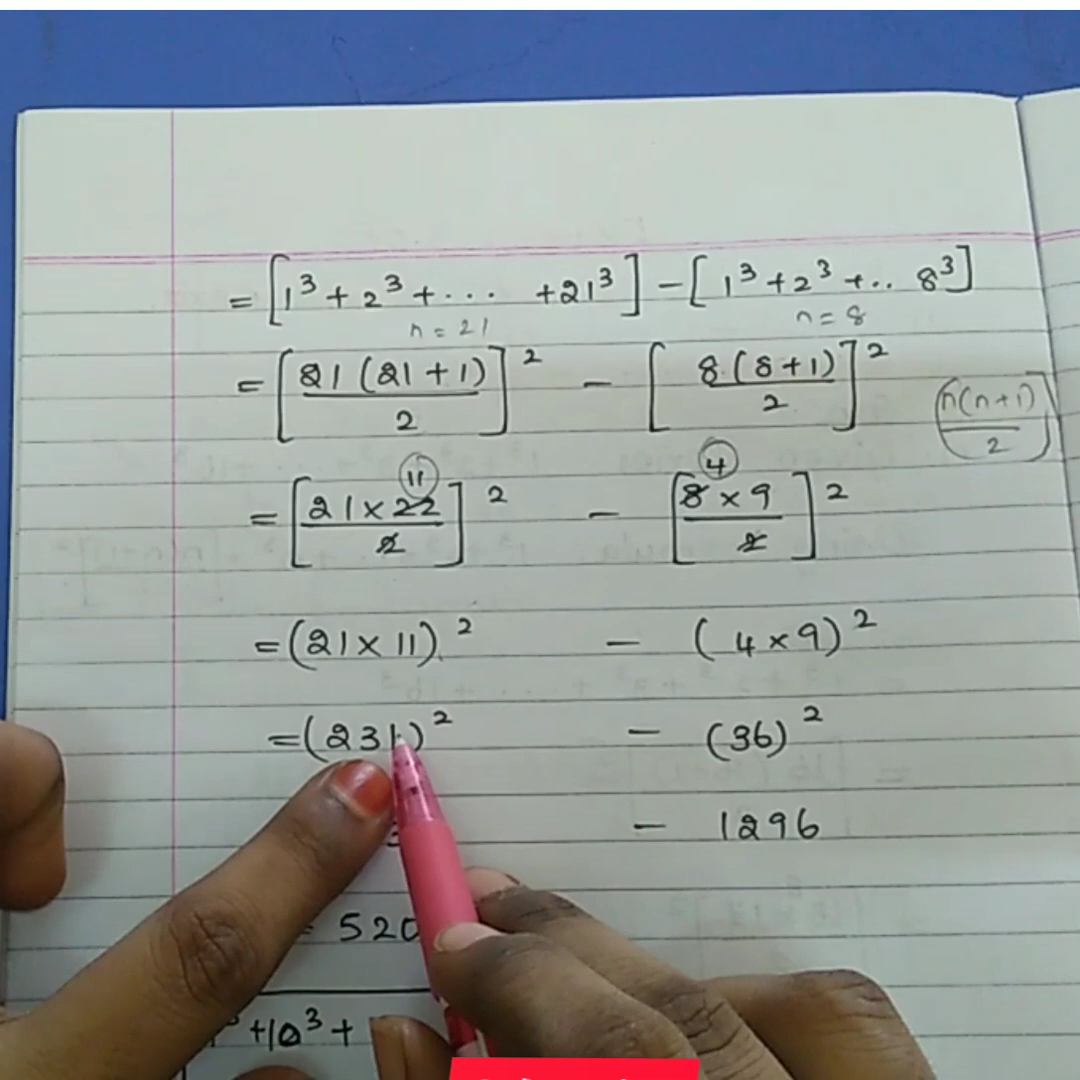 = [1³ + 2³ + ... + 21³] - [1³ + 2³ + .. 8³]
n = 21 n = 8
= [21 (21 + 1) / 2]² - [8 (8 + 1) / 2]² (n(n+1) / 2)
11 4
= [21 × 22 / 2]² - [8 × 9 / 2]²
= (21 × 11)² - (4 × 9)²
= (231)² - (36)²
- 1296
= 520
+ 10³ +